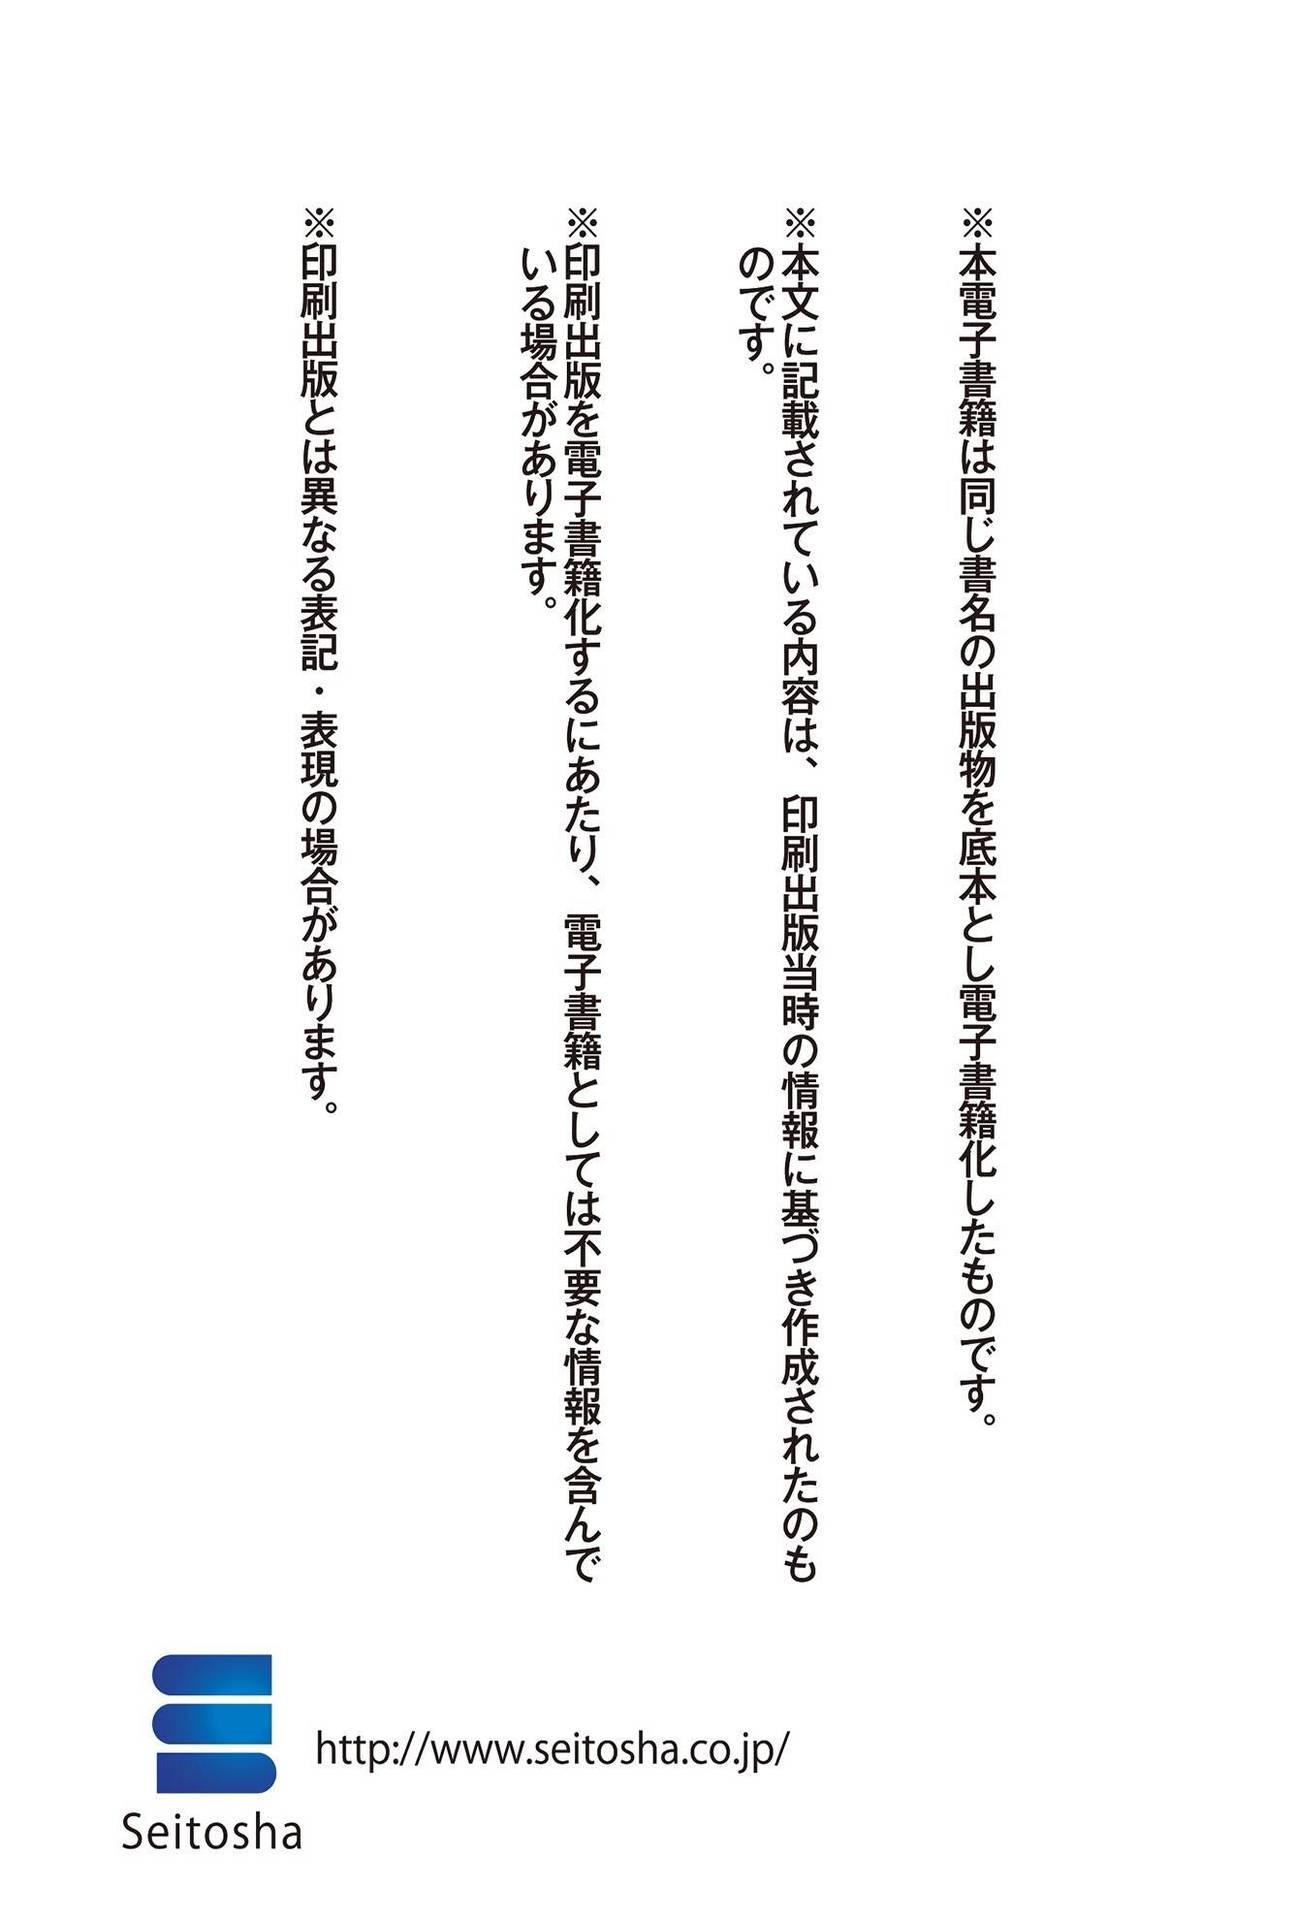 ※本電子書籍は同じ書名の出版物を底本とし電子書籍化したものです。
※本文に記載されている内容は、印刷出版当時の情報に基づき作成されたのも
のです。
※印刷出版を電子書籍化するにあたり、電子書籍としては不要な情報を含んで
いる場合があります。
※印刷出版とは異なる表記・表現の場合があります。
http://www.seitosha.co.jp/
Seitosha